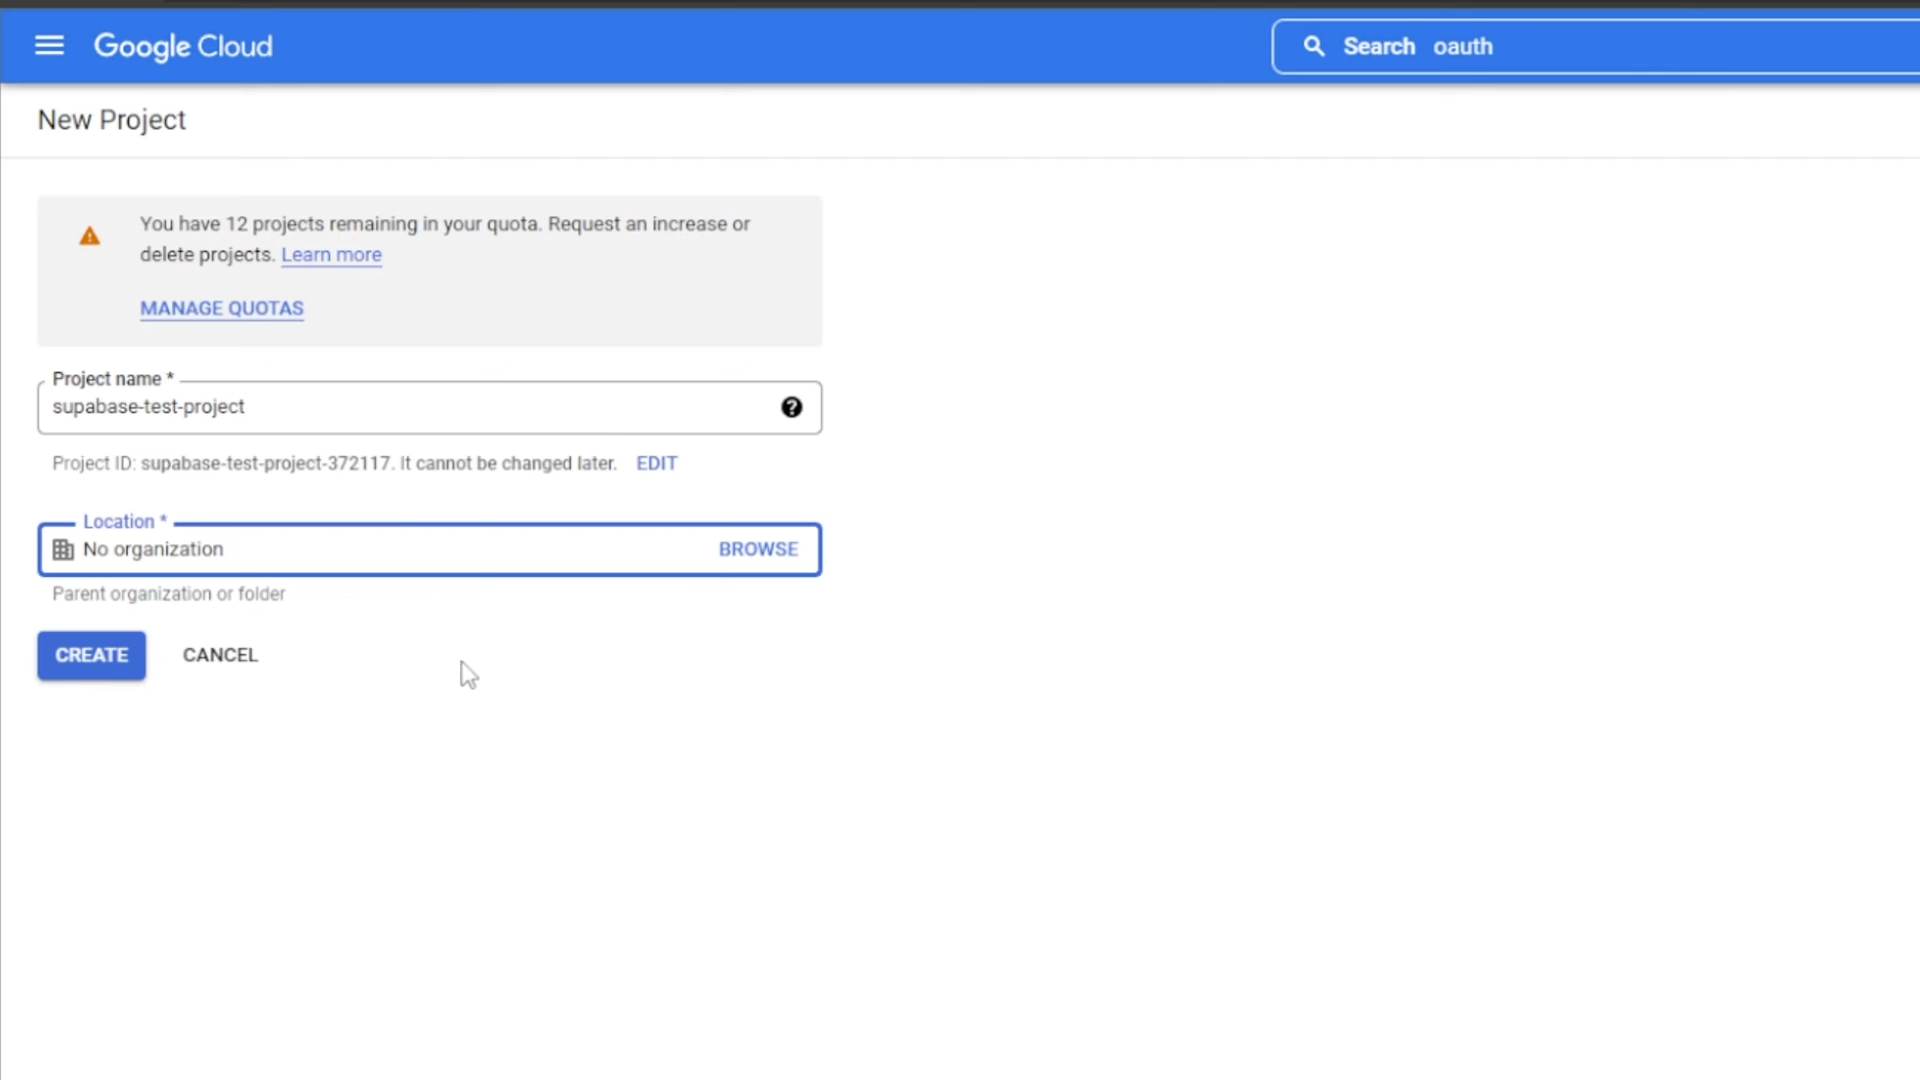 Google Cloud
Search oauth
New Project
You have 12 projects remaining in your quota. Request an increase or
delete projects. Learn more
MANAGE QUOTAS
Project name *
supabase-test-project
Project ID: supabase-test-project-372117. It cannot be changed later. EDIT
Location *
No organization BROWSE
Parent organization or folder
CREATE CANCEL